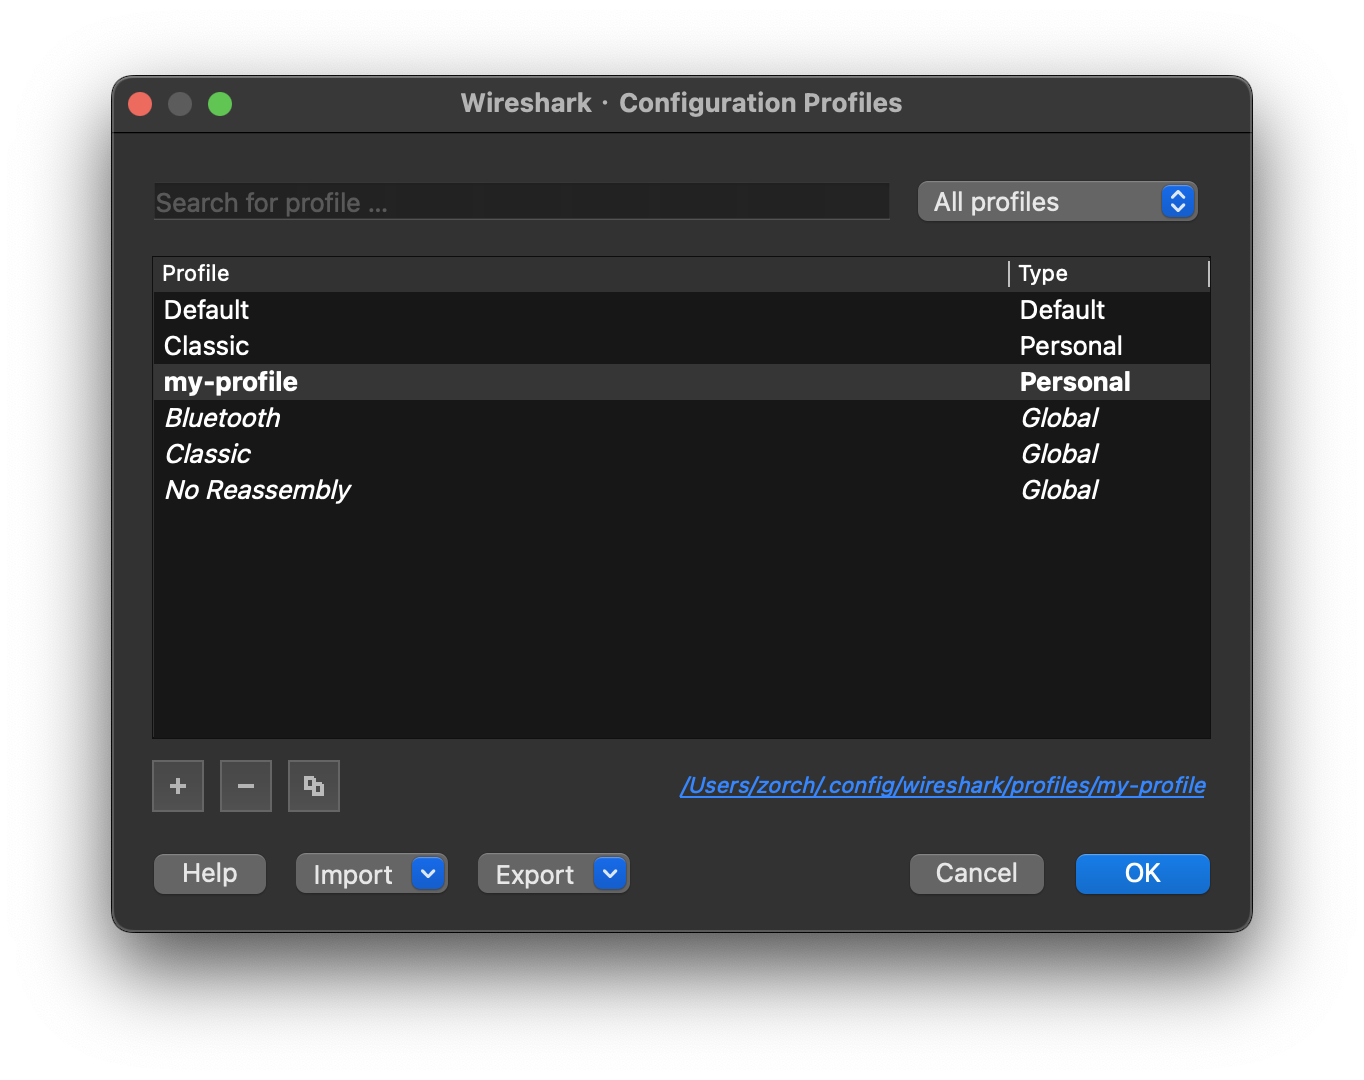 Wireshark · Configuration Profiles
Search for profile ... All profiles
Profile Type
Default Default
Classic Personal
my-profile Personal
Bluetooth Global
Classic Global
No Reassembly Global
/Users/zorch/.config/wireshark/profiles/my-profile
Help Import Export Cancel OK